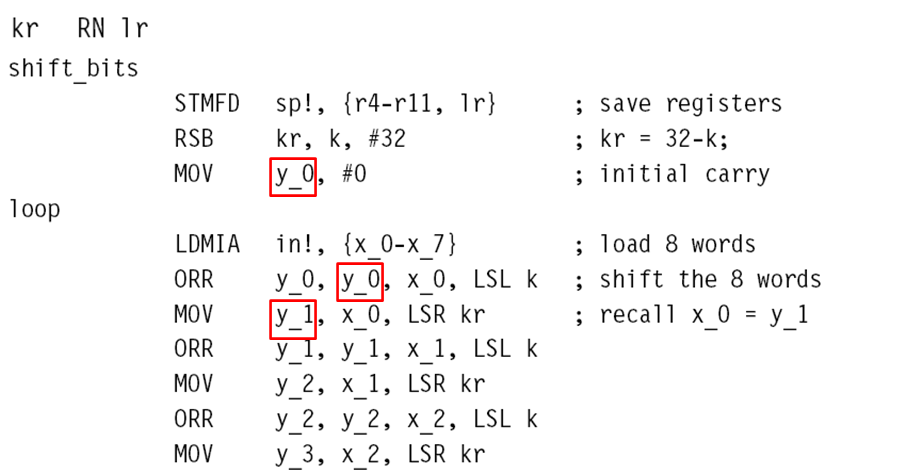 kr RN lr
shift_bits
STMFD sp!, {r4-r11, lr} ; save registers
RSB kr, k, #32 ; kr = 32-k;
MOV y_0, #0 ; initial carry
loop
LDMIA in!, {x_0-x_7} ; load 8 words
ORR y_0, y_0, x_0, LSL k ; shift the 8 words
MOV y_1, x_0, LSR kr ; recall x_0 = y_1
ORR y_1, y_1, x_1, LSL k
MOV y_2, x_1, LSR kr
ORR y_2, y_2, x_2, LSL k
MOV y_3, x_2, LSR kr